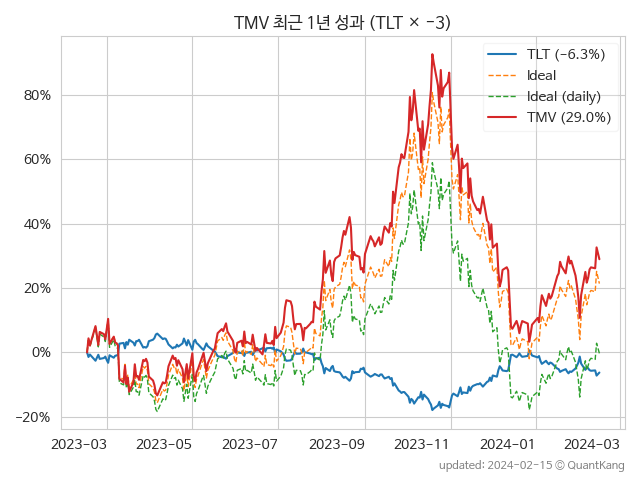 TMV 최근 1년 성과 (TLT × −3)
TLT (−6.3%)
Ideal
Ideal (daily)
TMV (29.0%)
80%
60%
40%
20%
0%
−20%
2023-03 2023-05 2023-07 2023-09 2023-11 2024-01 2024-03
updated: 2024-02-15 © QuantKang